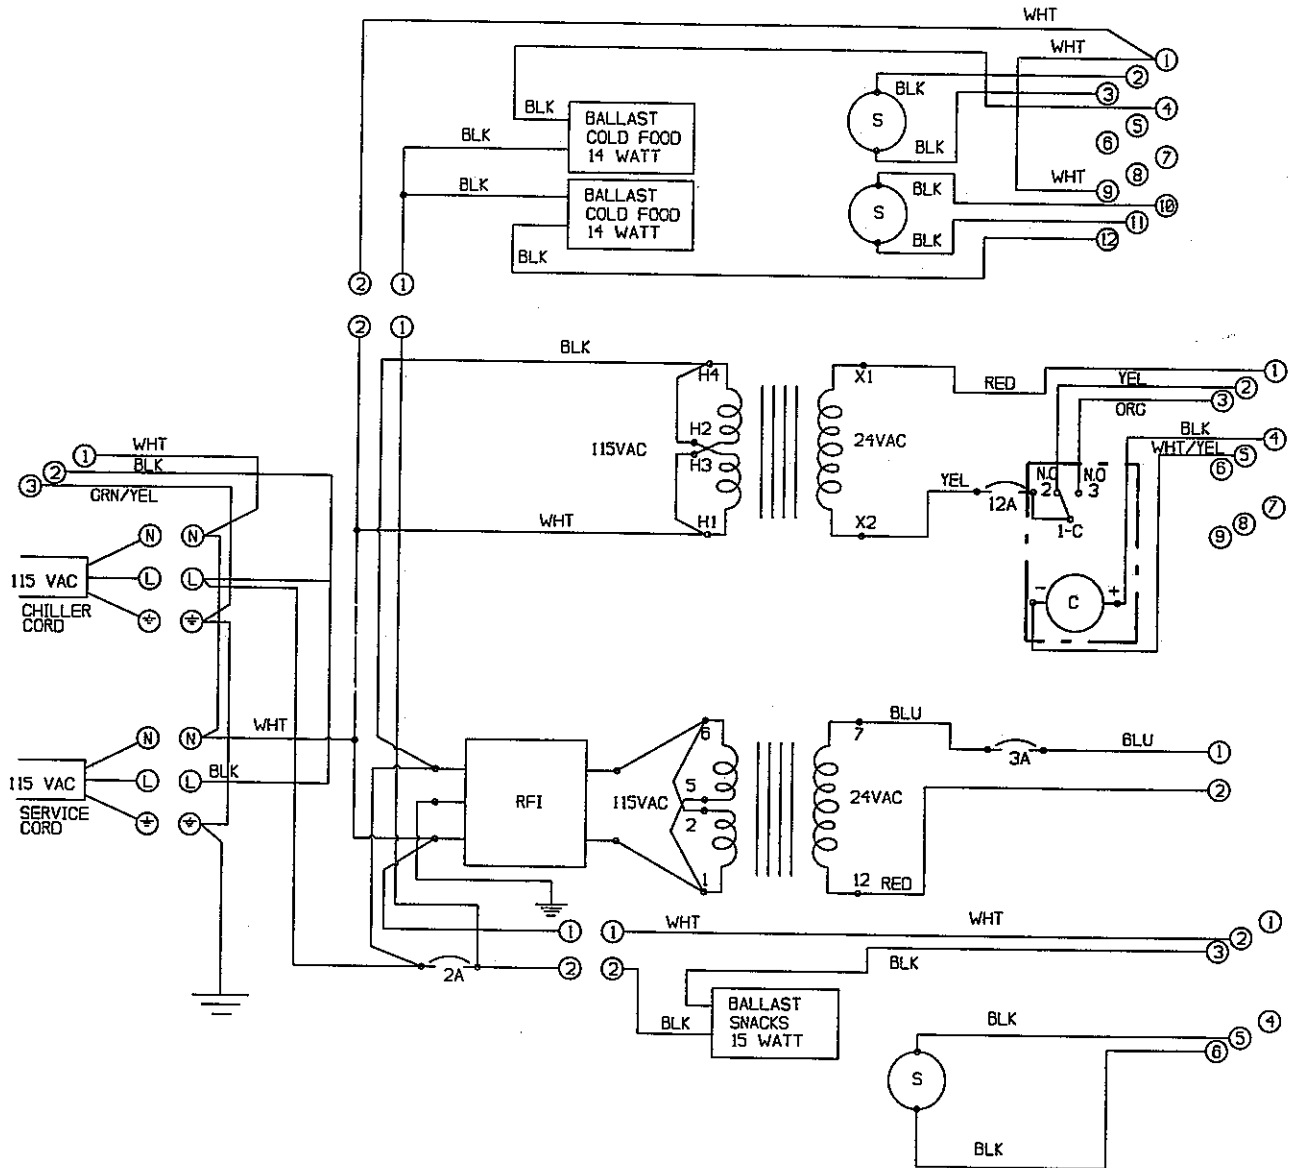 WHT
WHT
1
2
BLK
3
4
BLK
BALLAST
COLD FOOD
14 WATT
S
5
BLK
BLK
6
7
BLK
BALLAST
COLD FOOD
14 WATT
WHT
8
9
BLK
S
10
11
BLK
12
BLK
2
1
2
1
BLK
H4
X1
RED
YEL
1
2
ORG
3
H2
115VAC
H3
24VAC
BLK
4
WHT/YEL
5
6
WHT
1
BLK
2
GRN/YEL
3
YEL
12A
N.C
2
N.O
3
1-C
7
8
9
WHT
H1
X2
N
N
115 VAC
L
L
CHILLER
CORD
-
C
+
WHT
N
N
115 VAC
L
L
BLK
SERVICE
CORD
6
7
BLU
3A
BLU
1
RFI
115VAC
5
2
24VAC
2
1
12
RED
1
1
WHT
WHT
1
2
2A
2
2
BLK
3
BLK
BALLAST
SNACKS
15 WATT
BLK
4
5
6
S
BLK